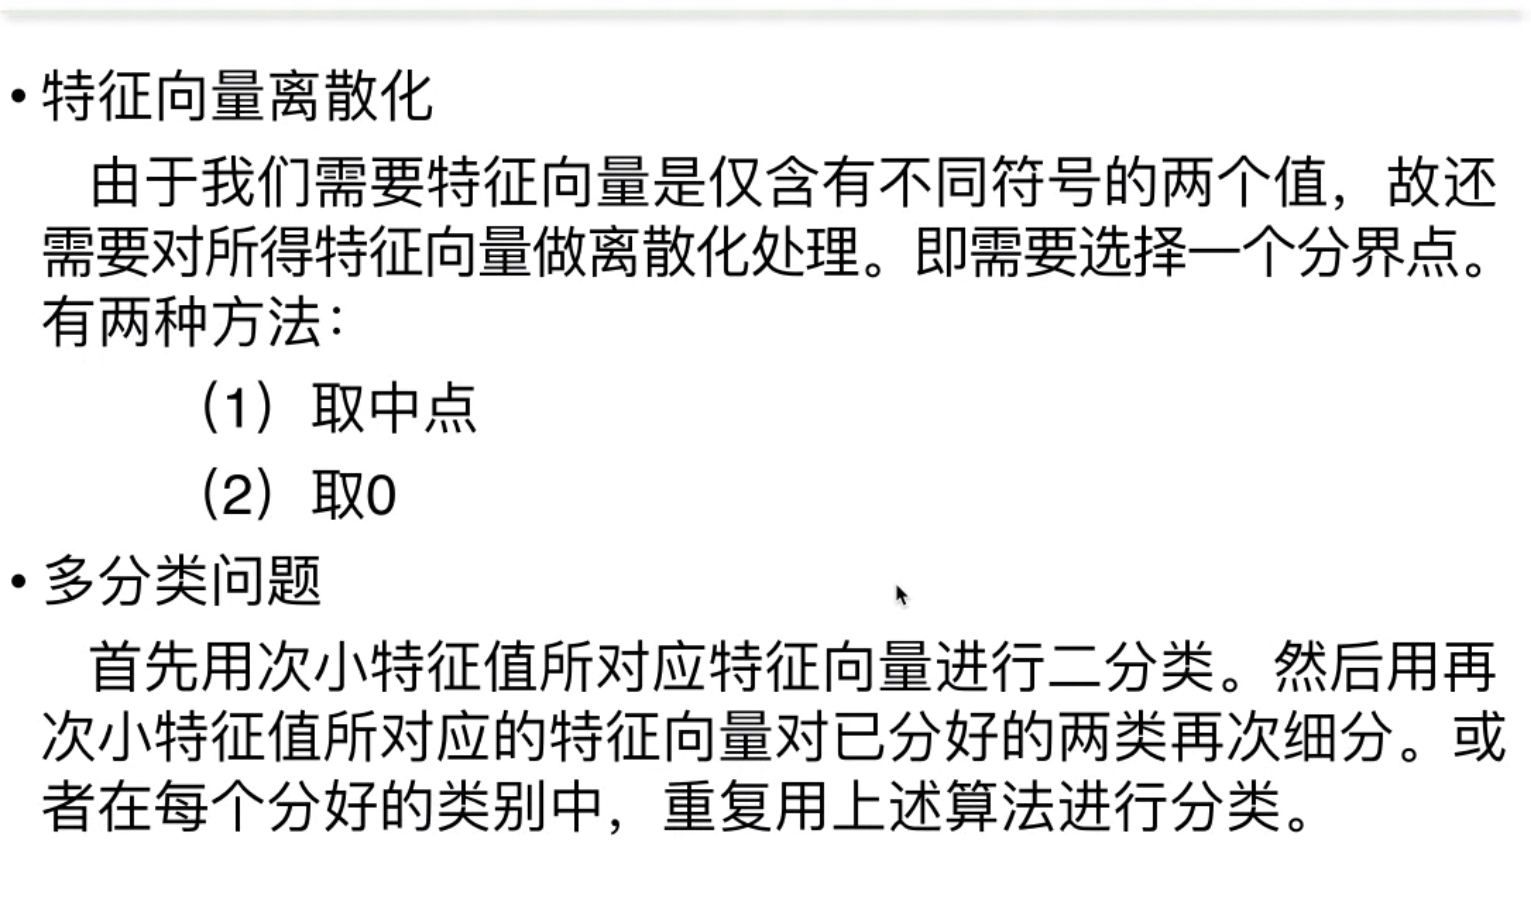 • 特征向量离散化
由于我们需要特征向量是仅含有不同符号的两个值，故还
需要对所得特征向量做离散化处理。即需要选择一个分界点。
有两种方法：
（1）取中点
（2）取0
• 多分类问题
首先用次小特征值所对应特征向量进行二分类。然后用再
次小特征值所对应的特征向量对已分好的两类再次细分。或
者在每个分好的类别中，重复用上述算法进行分类。